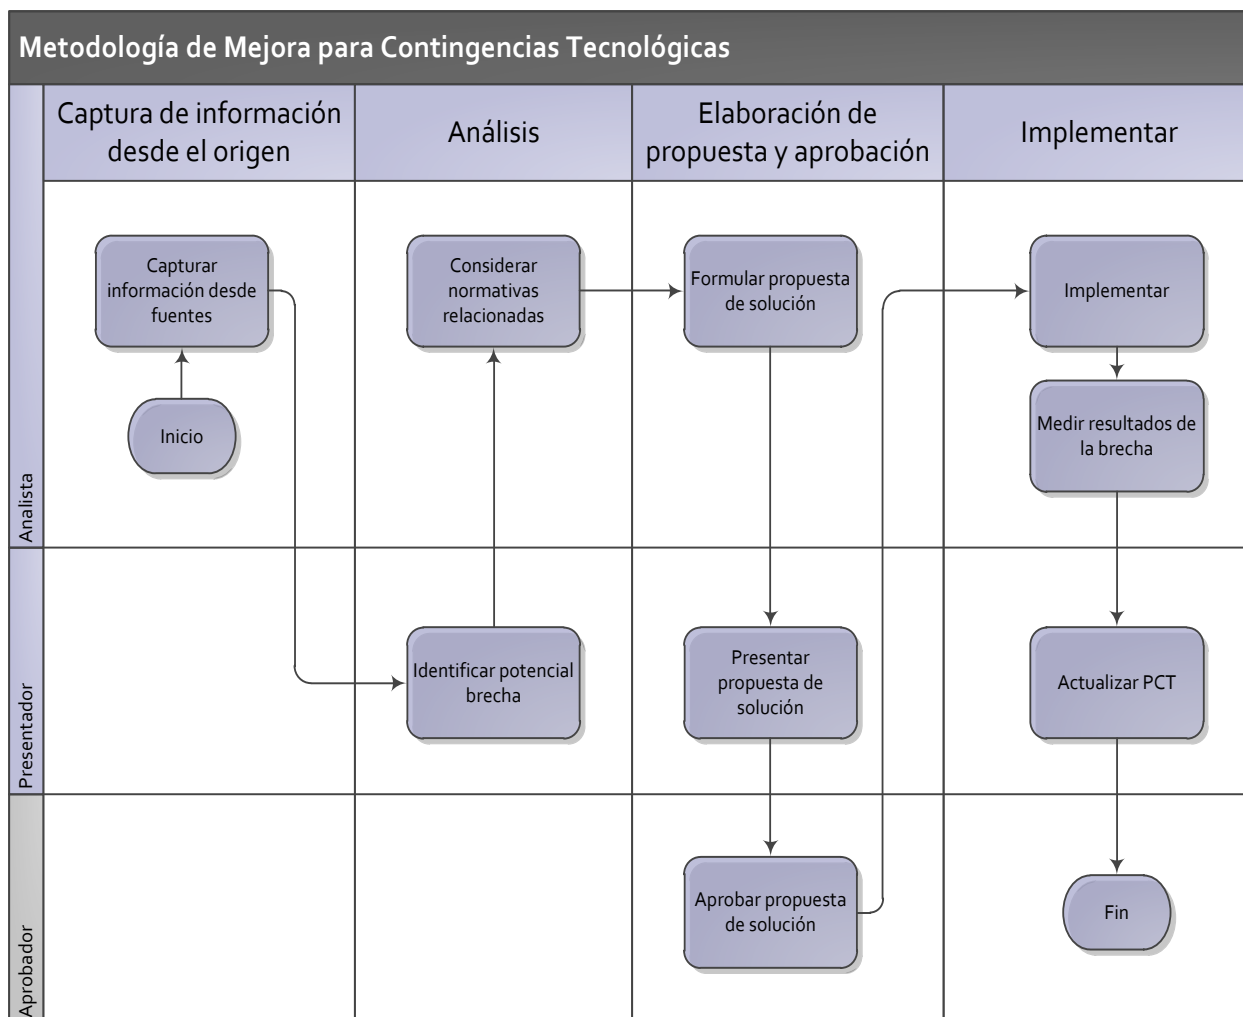 Metodología de Mejora para Contingencias Tecnológicas
Captura de información
desde el origen
Análisis
Elaboración de
propuesta y aprobación
Implementar
Analista
Capturar
información desde
fuentes
Inicio
Considerar
normativas
relacionadas
Formular propuesta
de solución
Implementar
Medir resultados de
la brecha
Presentador
Identificar potencial
brecha
Presentar
propuesta de
solución
Actualizar PCT
Aprobador
Aprobar propuesta
de solución
Fin